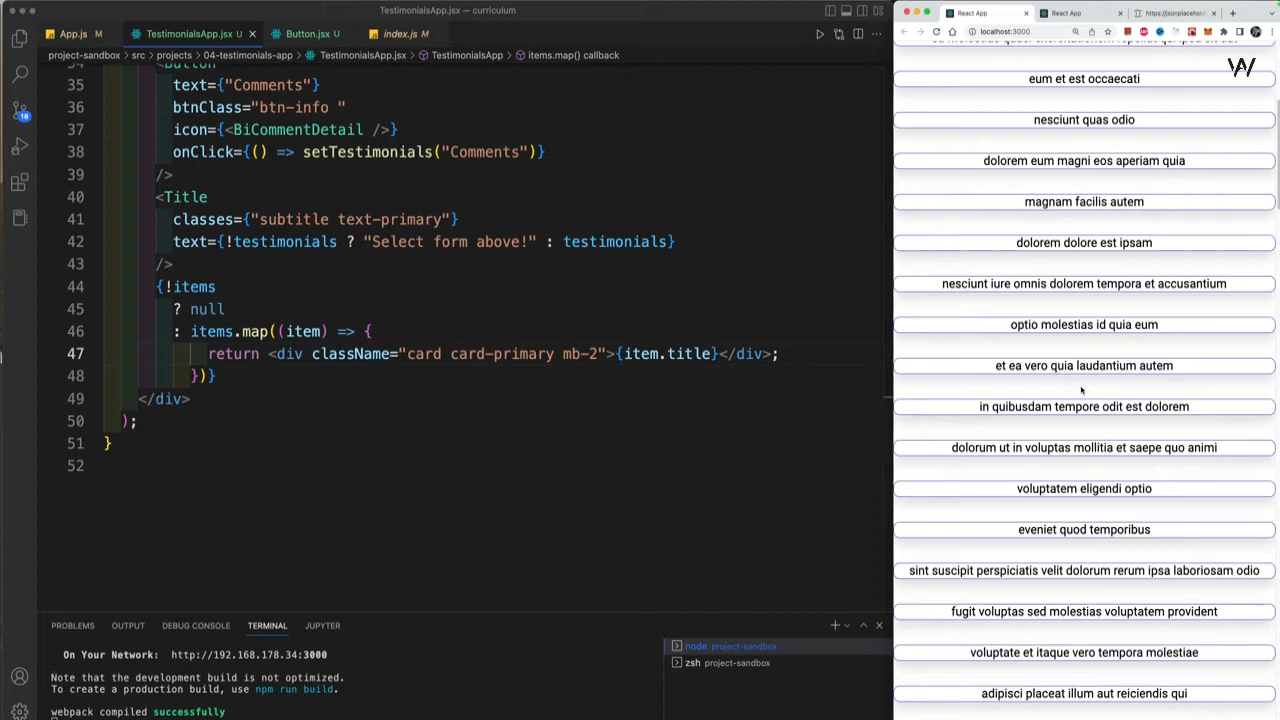 TestimonialsApp.jsx — curriculum
App.js M
TestimonialsApp.jsx U
Button.jsx U
index.js M
project-sandbox > src > projects > 04-testimonials-app > TestimonialsApp.jsx > TestimonialsApp > items.map() callback
34 <Button
35 text={"Comments"}
36 btnClass="btn-info "
37 icon={<BiCommentDetail />}
38 onClick={() => setTestimonials("Comments")}
39 />
40 <Title
41 classes={"subtitle text-primary"}
42 text={!testimonials ? "Select form above!" : testimonials}
43 />
44 {!items
45 ? null
46 : items.map((item) => {
47 return <div className="card card-primary mb-2">{item.title}</div>;
48 })}
49 </div>
50 );
51 }
52
18
PROBLEMS OUTPUT DEBUG CONSOLE TERMINAL JUPYTER
On Your Network: http://192.168.178.34:3000
Note that the development build is not optimized.
To create a production build, use npm run build.
webpack compiled successfully
node project-sandbox
zsh project-sandbox
React App
React App
https://jsonplacehold
localhost:3000
W
eum et est occaecati
nesciunt quas odio
dolorem eum magni eos aperiam quia
magnam facilis autem
dolorem dolore est ipsam
nesciunt iure omnis dolorem tempora et accusantium
optio molestias id quia eum
et ea vero quia laudantium autem
in quibusdam tempore odit est dolorem
dolorum ut in voluptas mollitia et saepe quo animi
voluptatem eligendi optio
eveniet quod temporibus
sint suscipit perspiciatis velit dolorum rerum ipsa laboriosam odio
fugit voluptas sed molestias voluptatem provident
voluptate et itaque vero tempora molestiae
adipisci placeat illum aut reiciendis qui